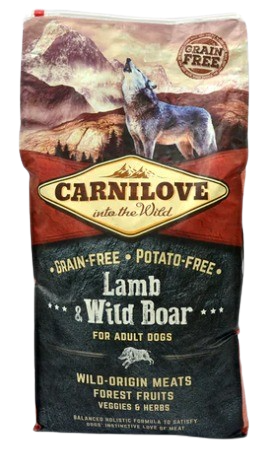 GRAIN
FREE
CARNILOVE
into the Wild
GRAIN-FREE • POTATO-FREE
Lamb
& Wild Boar
FOR ADULT DOGS
WILD-ORIGIN MEATS
FOREST FRUITS
VEGGIES & HERBS
BALANCED HOLISTIC FORMULA TO SATISFY
DOGS' INSTINCTIVE LOVE OF MEAT